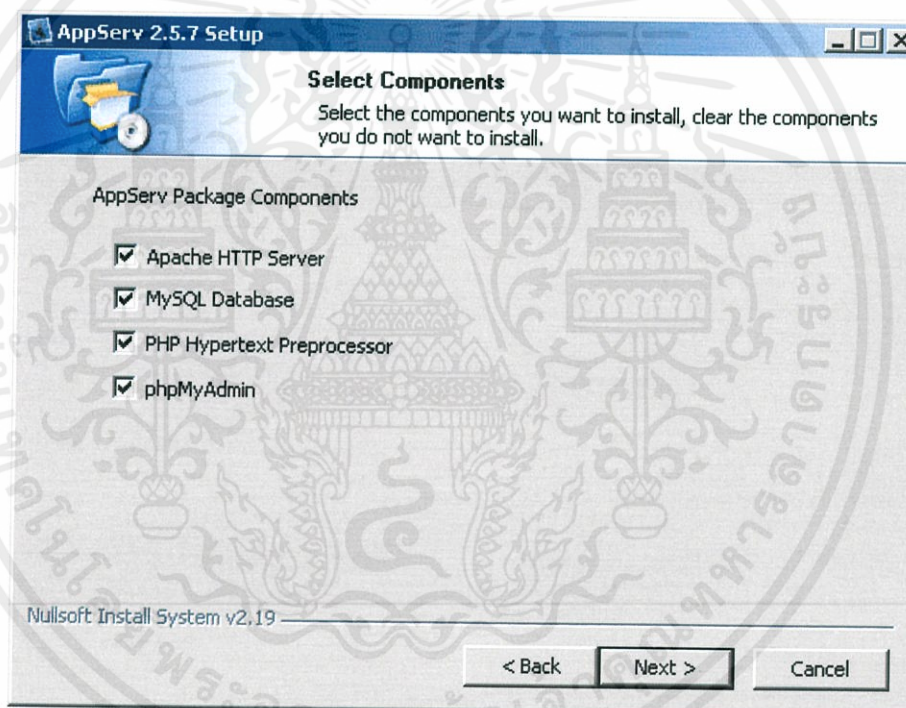 AppServ 2.5.7 Setup
Select Components
Select the components you want to install, clear the components
you do not want to install.
AppServ Package Components
Apache HTTP Server
MySQL Database
PHP Hypertext Preprocessor
phpMyAdmin
Nullsoft Install System v2.19
< Back
Next >
Cancel